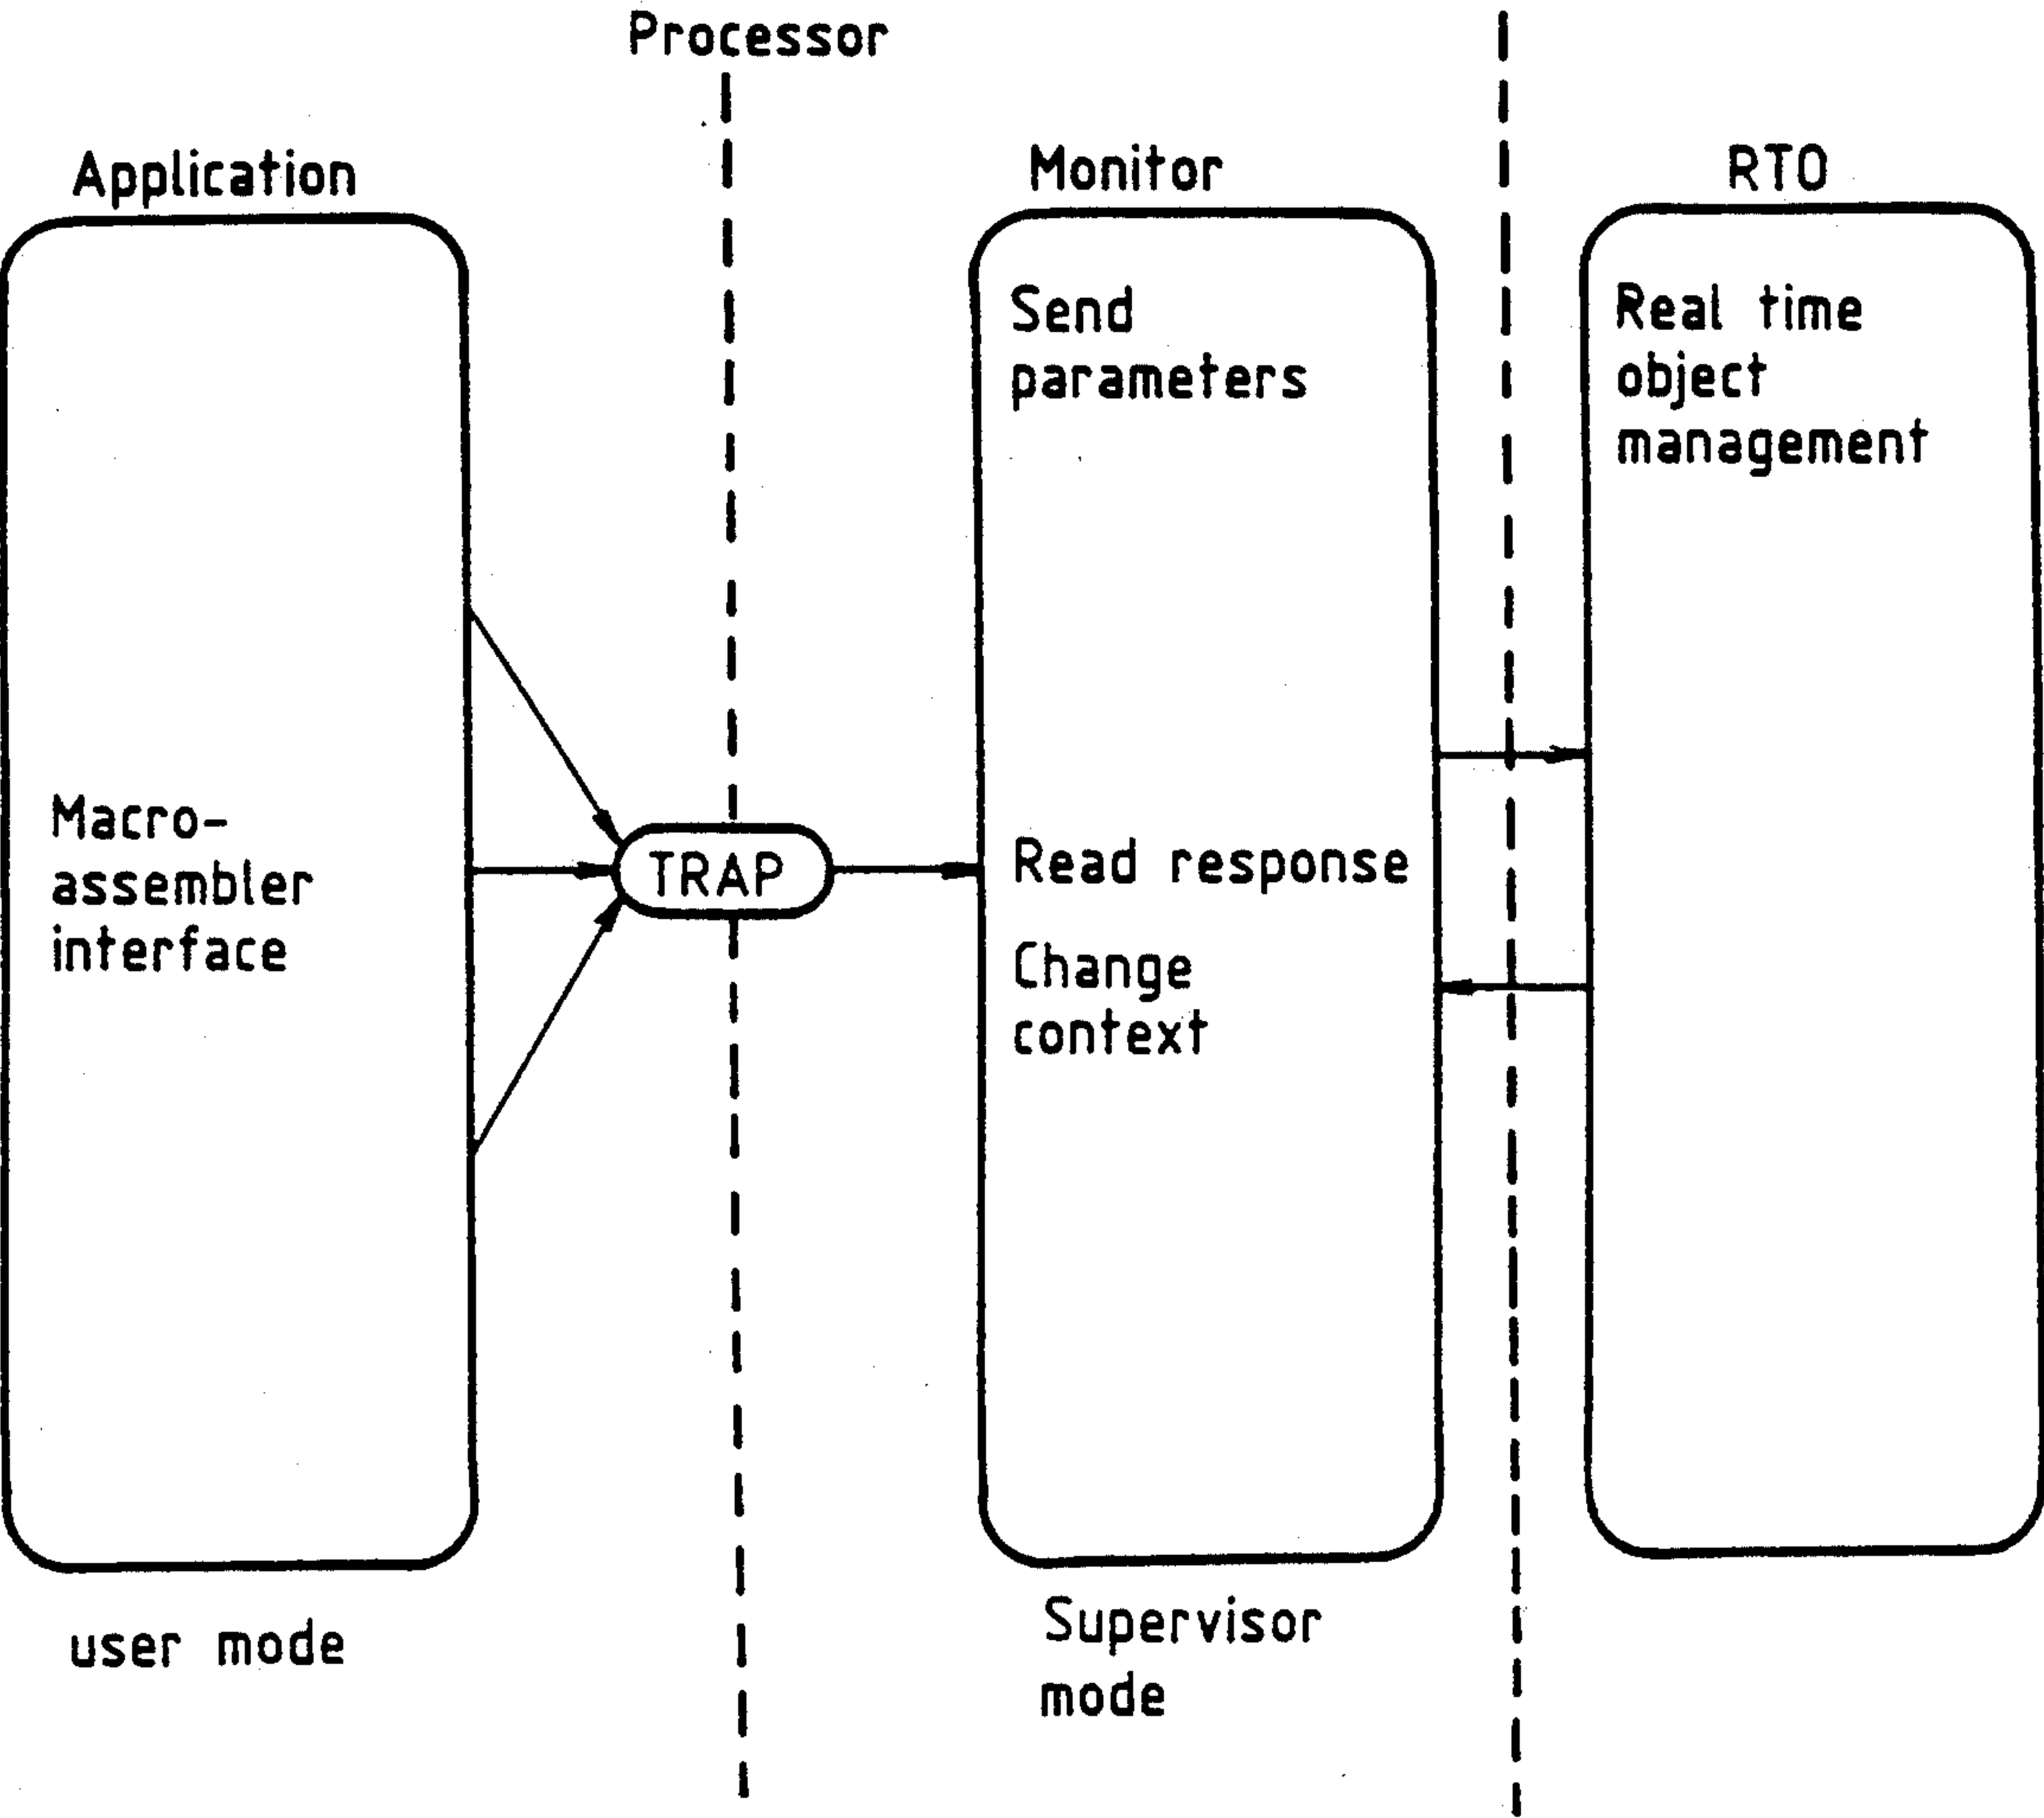 Processor
Application
Monitor
RTO
Send
parameters
Real time
object
management
Macro-
assembler
interface
TRAP
Read response
Change
context
user mode
Supervisor
mode